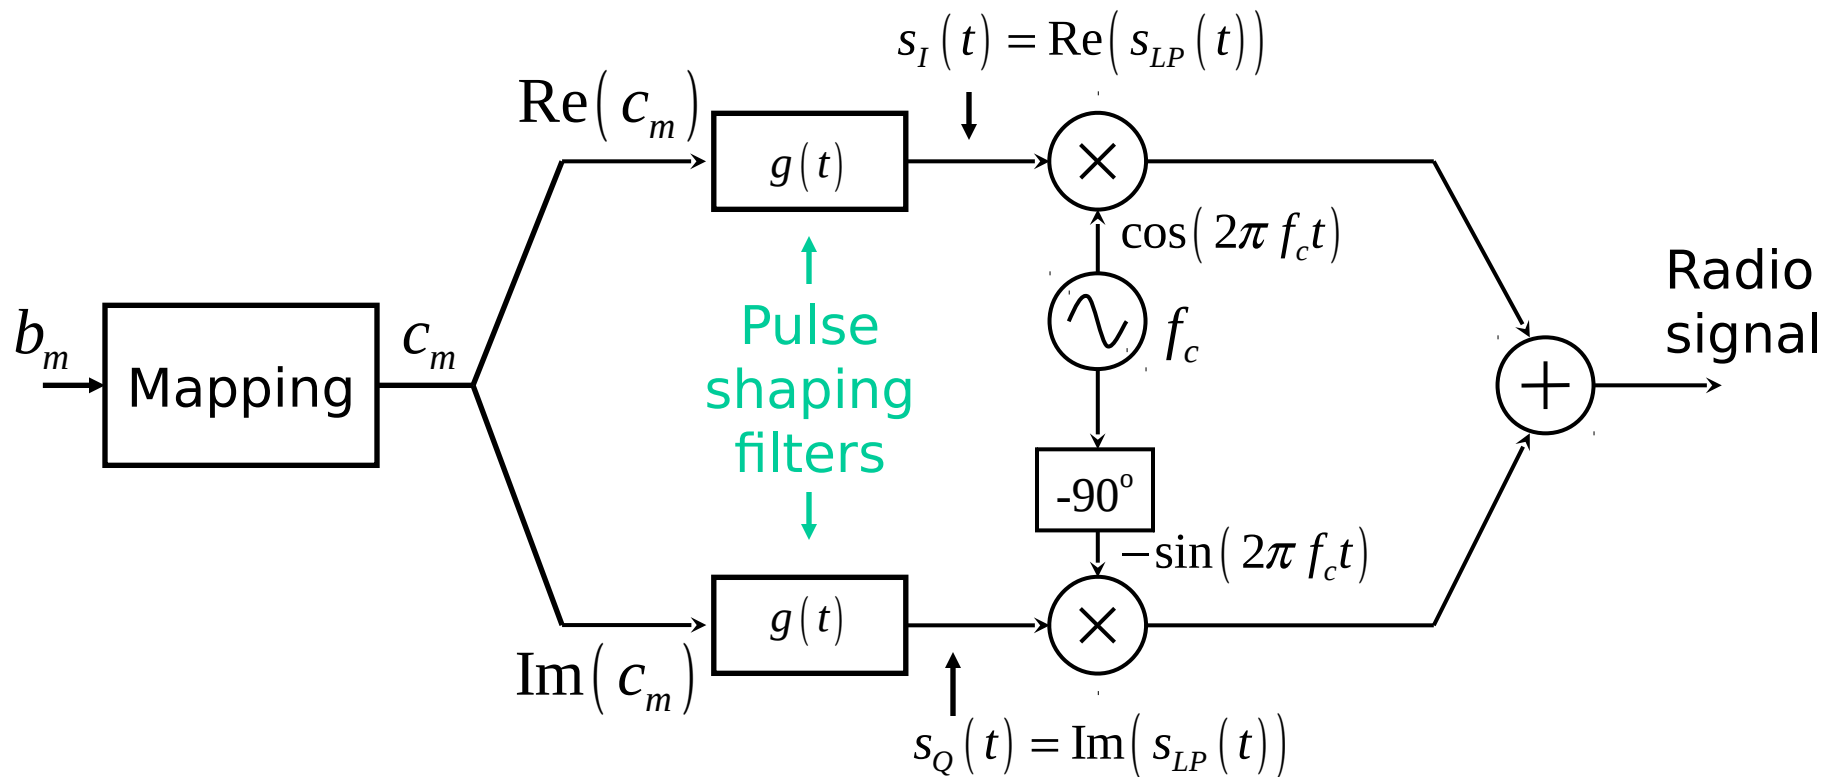 s_I(t) = Re(s_LP(t))
Re(c_m)
g(t)
×
cos(2π f_c t)
b_m
Mapping
c_m
Pulse
shaping
filters
f_c
Radio
signal
+
-90°
−sin(2π f_c t)
g(t)
×
Im(c_m)
s_Q(t) = Im(s_LP(t))